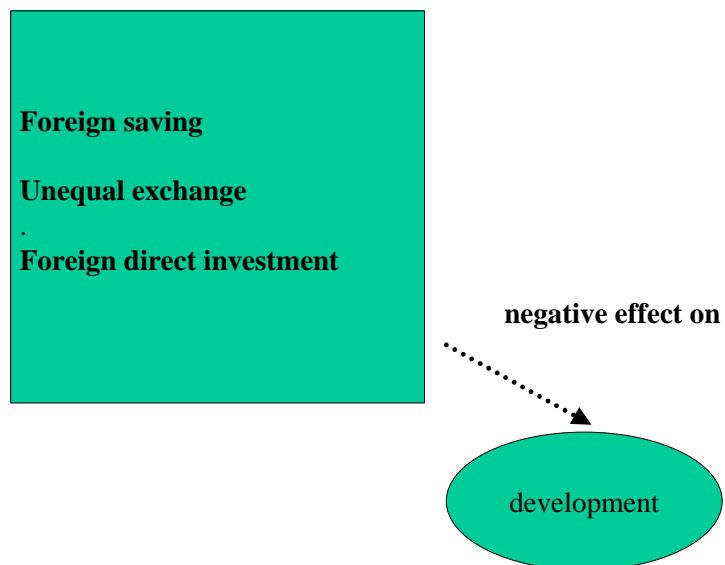 Foreign saving
Unequal exchange
.
Foreign direct investment
negative effect on
development